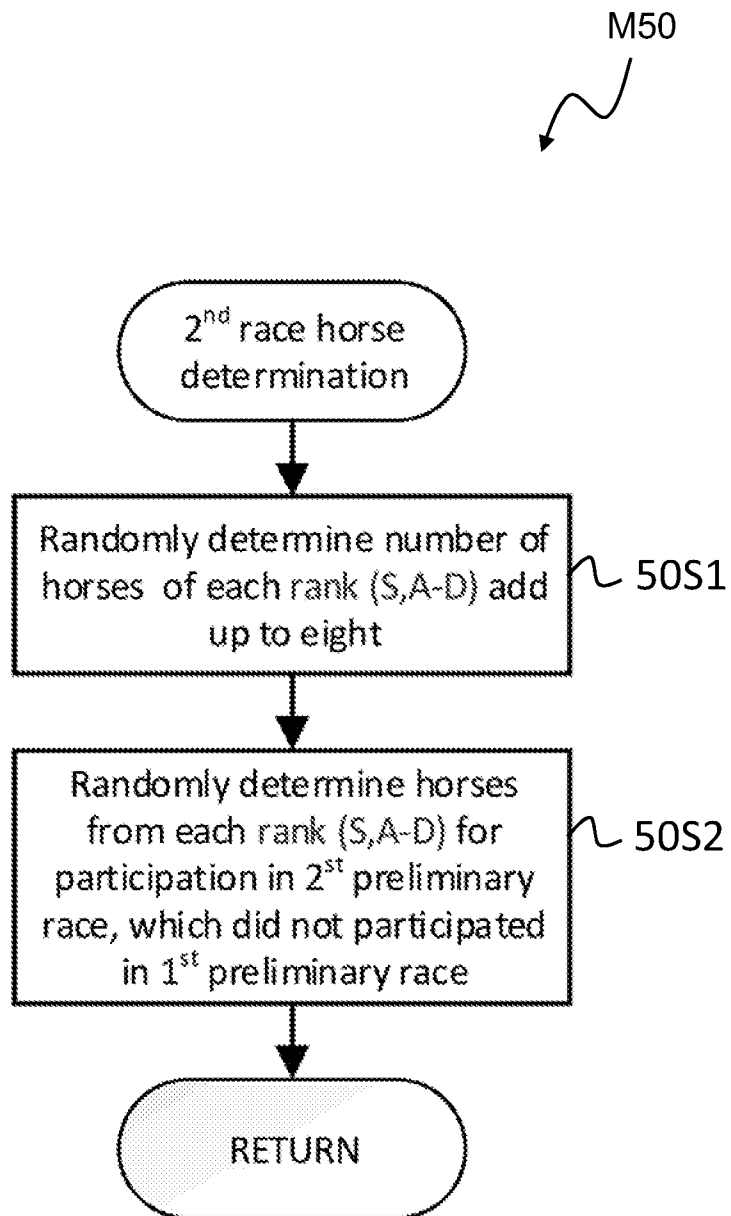 M50
2nd race horse
determination
Randomly determine number of
horses of each rank (S,A-D) add
up to eight
50S1
Randomly determine horses
from each rank (S,A-D) for
participation in 2st preliminary
race, which did not participated
in 1st preliminary race
50S2
RETURN